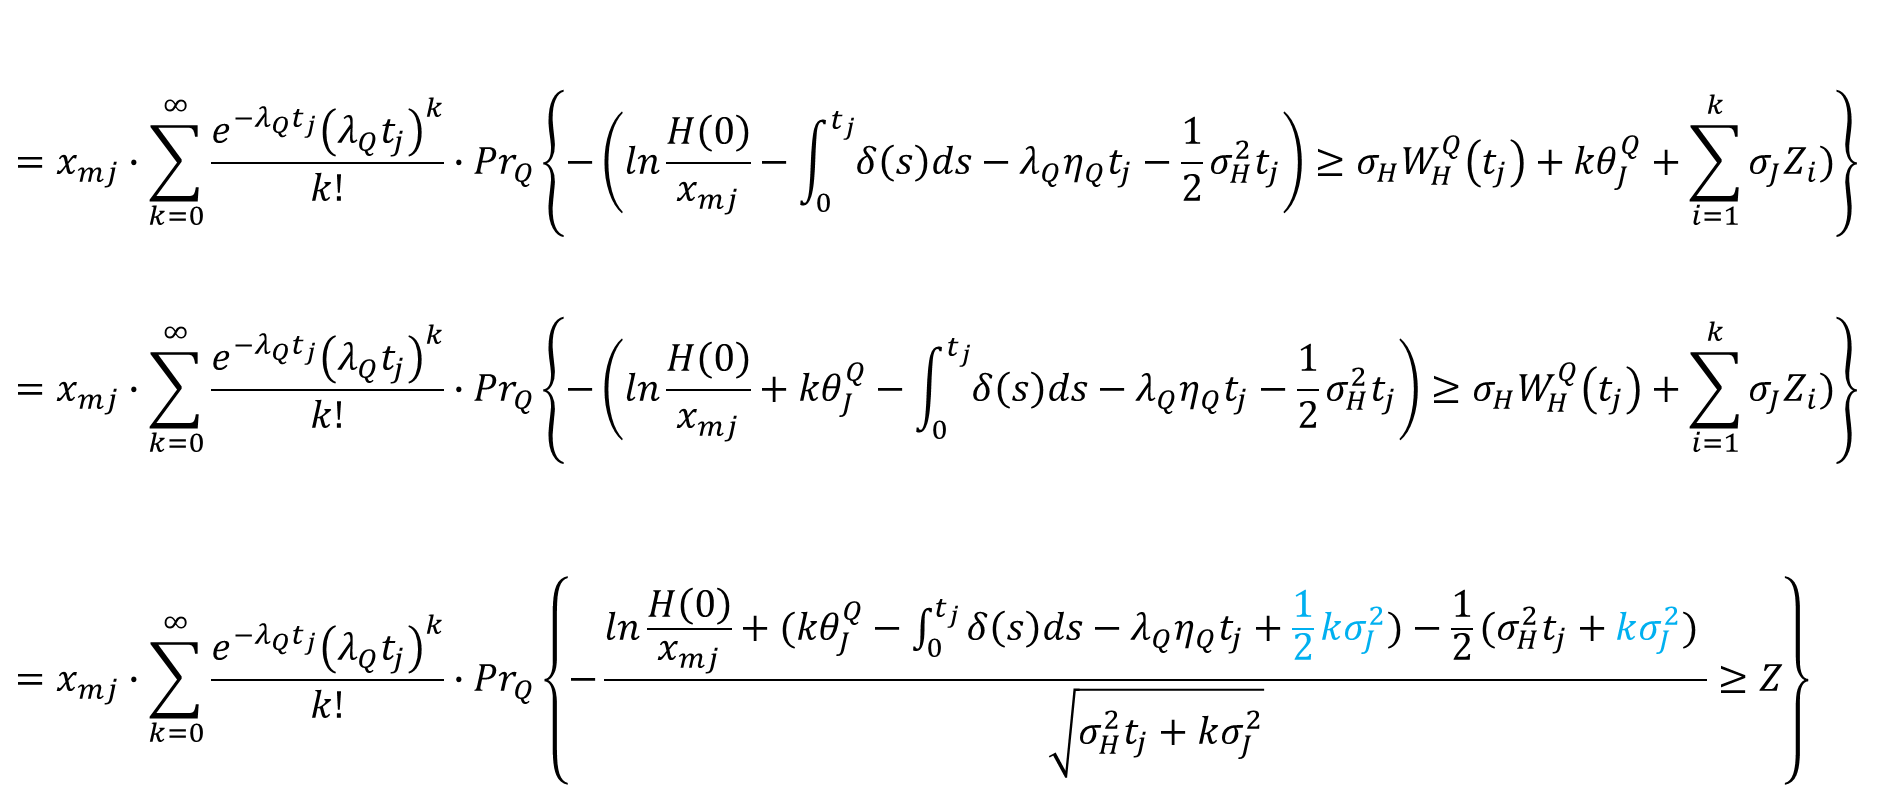 = x_{mj} · \sum_{k=0}^{∞} \frac{e^{-λ_Q t_j}(λ_Q t_j)^k}{k!} · Pr_Q \left\{ -\left( ln\frac{H(0)}{x_{mj}} - \int_0^{t_j} δ(s)ds - λ_Q η_Q t_j - \frac{1}{2}σ_H^2 t_j \right) ≥ σ_H W_H^Q(t_j) + kθ_J^Q + \sum_{i=1}^{k} σ_J Z_i) \right\}
= x_{mj} · \sum_{k=0}^{∞} \frac{e^{-λ_Q t_j}(λ_Q t_j)^k}{k!} · Pr_Q \left\{ -\left( ln\frac{H(0)}{x_{mj}} + kθ_J^Q - \int_0^{t_j} δ(s)ds - λ_Q η_Q t_j - \frac{1}{2}σ_H^2 t_j \right) ≥ σ_H W_H^Q(t_j) + \sum_{i=1}^{k} σ_J Z_i) \right\}
= x_{mj} · \sum_{k=0}^{∞} \frac{e^{-λ_Q t_j}(λ_Q t_j)^k}{k!} · Pr_Q \left\{ -\frac{ln\frac{H(0)}{x_{mj}} + (kθ_J^Q - \int_0^{t_j} δ(s)ds - λ_Q η_Q t_j + \frac{1}{2}kσ_J^2) - \frac{1}{2}(σ_H^2 t_j + kσ_J^2)}{\sqrt{σ_H^2 t_j + kσ_J^2}} ≥ Z \right\}